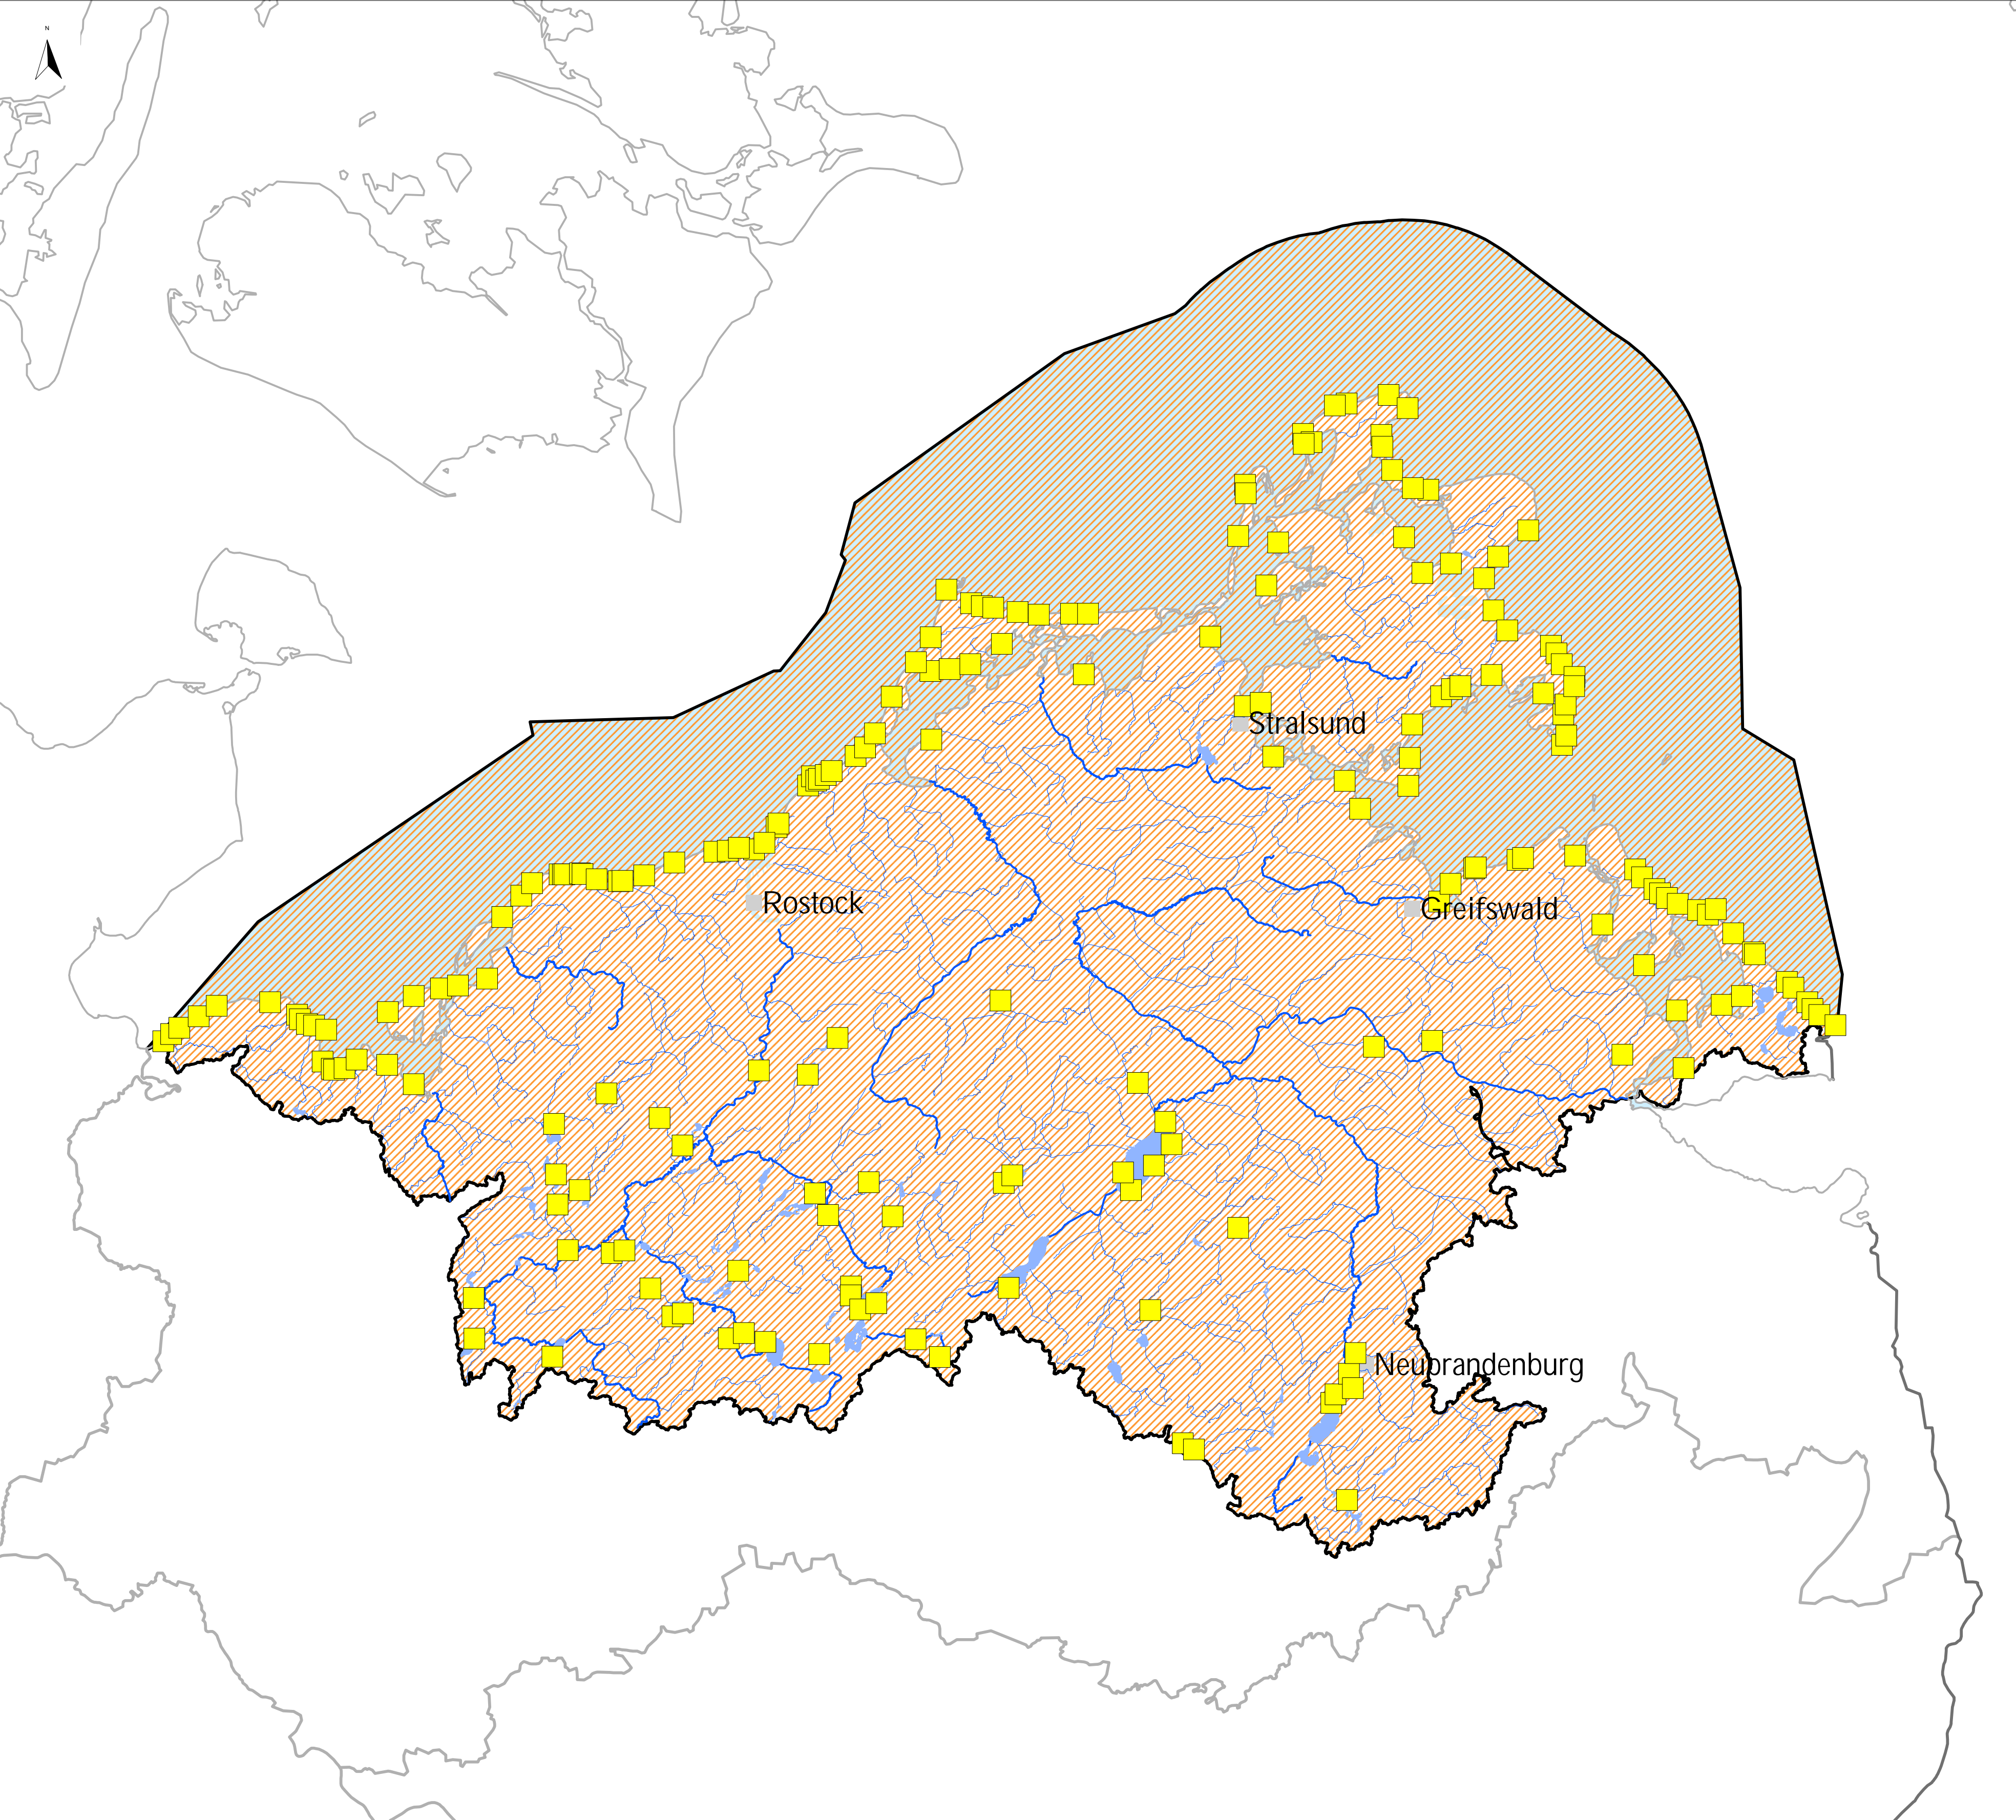 N
Stralsund
Rostock
Greifswald
Neubrandenburg